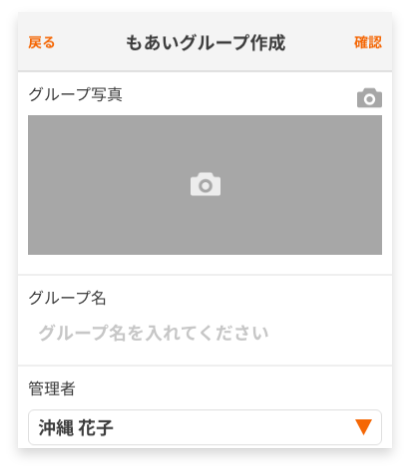 戻る もあいグループ作成 確認
グループ写真
グループ名
グループ名を入れてください
管理者
沖縄 花子